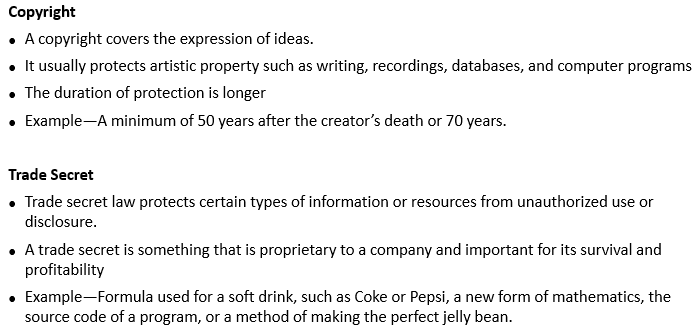 Copyright
• A copyright covers the expression of ideas.
• It usually protects artistic property such as writing, recordings, databases, and computer programs
• The duration of protection is longer
• Example—A minimum of 50 years after the creator’s death or 70 years.
Trade Secret
• Trade secret law protects certain types of information or resources from unauthorized use or
disclosure.
• A trade secret is something that is proprietary to a company and important for its survival and
profitability
• Example—Formula used for a soft drink, such as Coke or Pepsi, a new form of mathematics, the
source code of a program, or a method of making the perfect jelly bean.